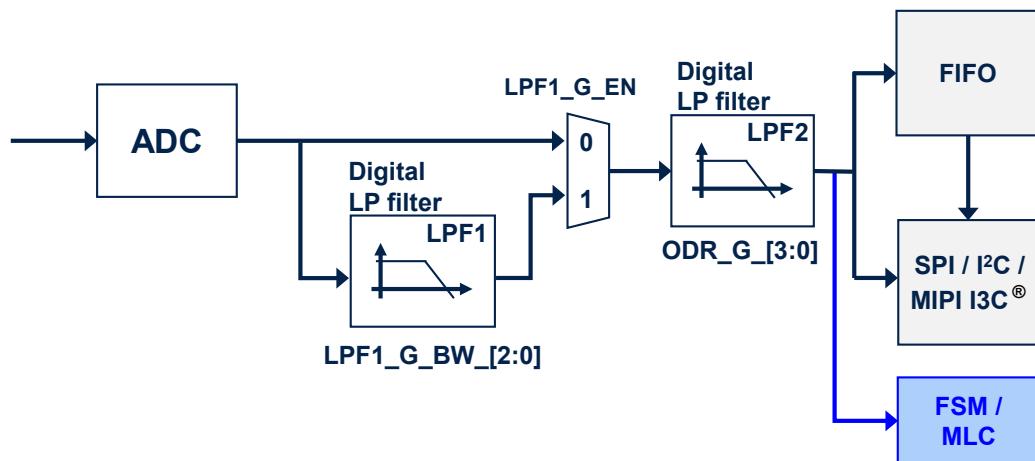 ADC
Digital
LP filter
LPF1
LPF1_G_BW_[2:0]
LPF1_G_EN
0
1
Digital
LP filter
LPF2
ODR_G_[3:0]
FIFO
SPI / I²C /
MIPI I3C ®
FSM /
MLC